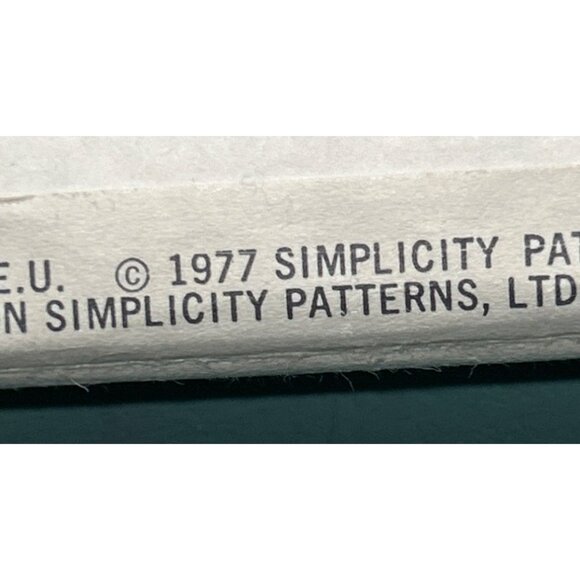 E.U. © 1977 SIMPLICITY PAT
N SIMPLICITY PATTERNS, LTD